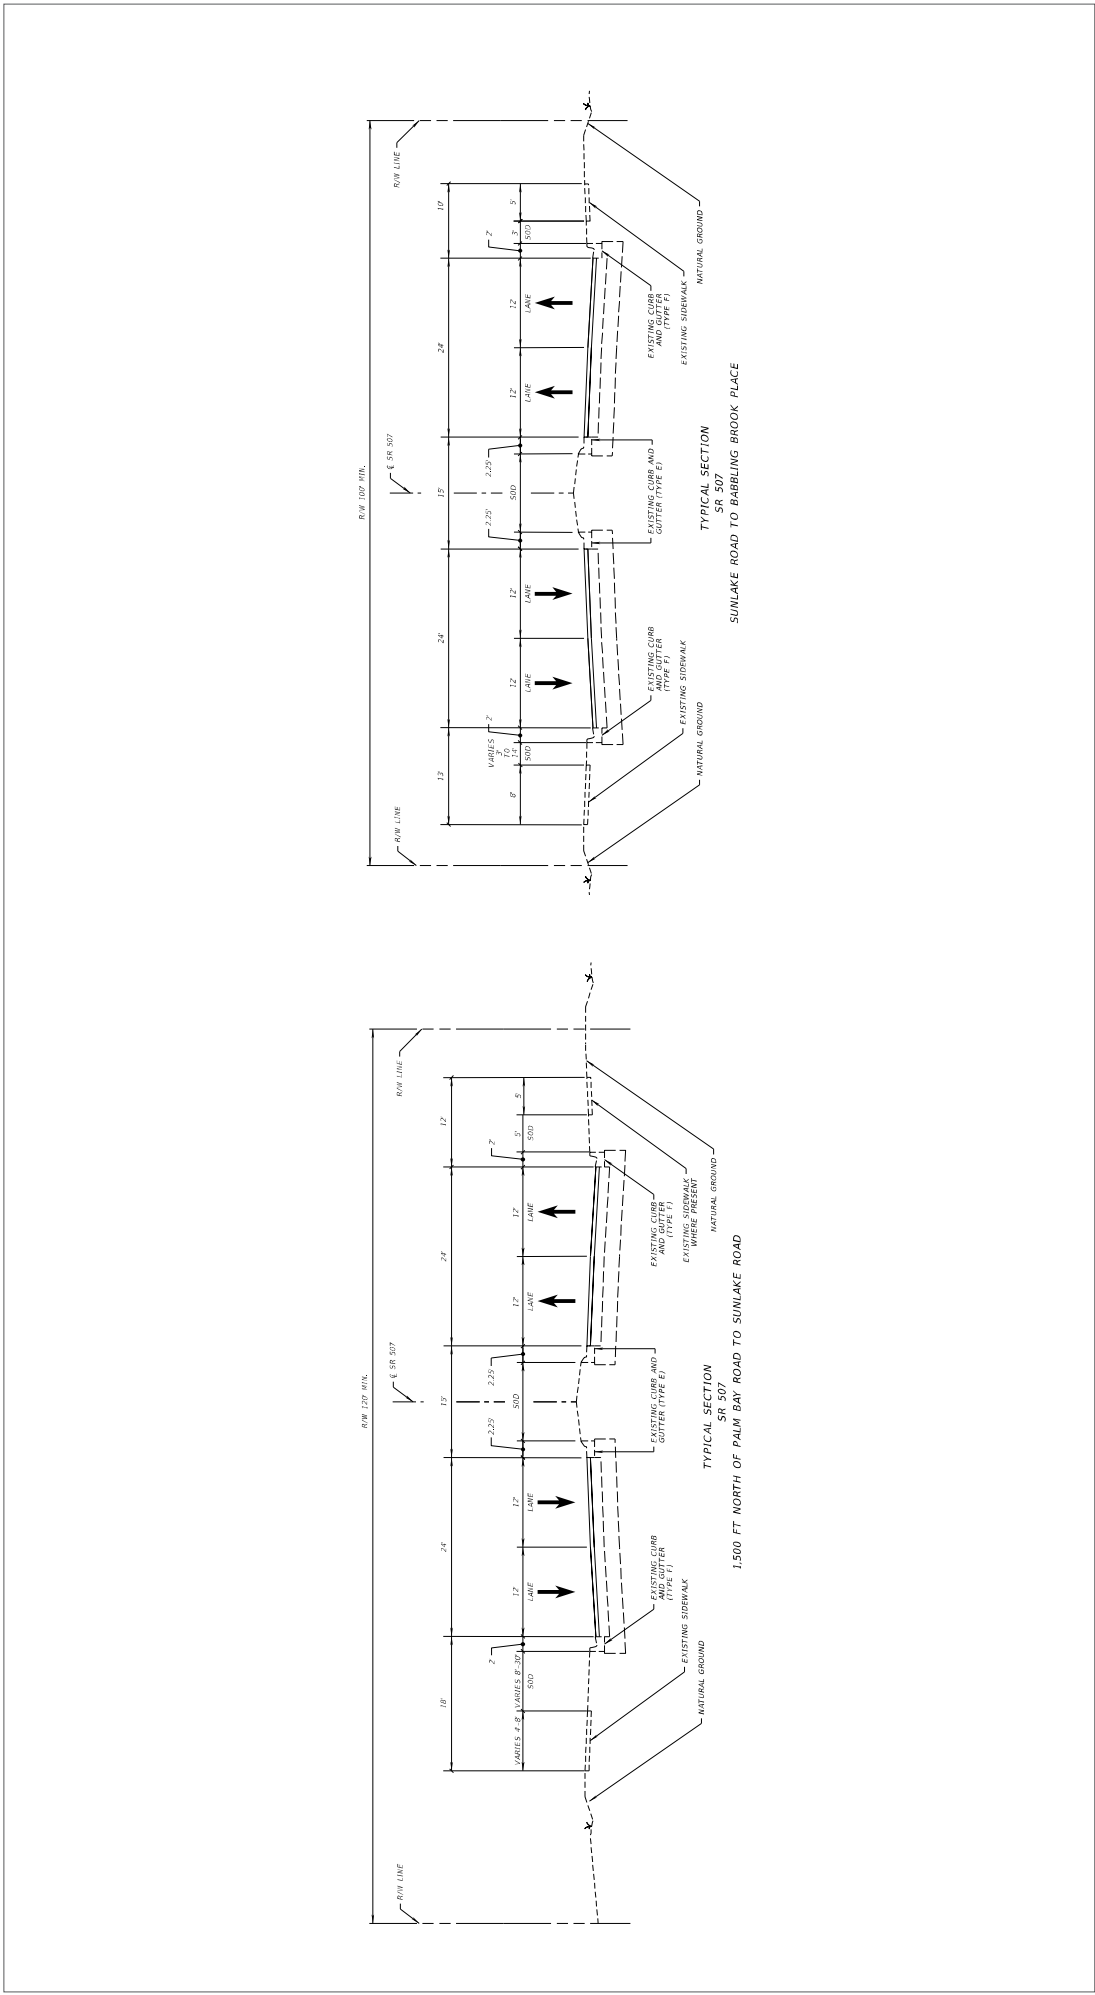 R/W 120' MIN.
R/W LINE
℄ SR 507
R/W LINE
18'
24'
15'
24'
12'
2'
2.25'
2.25'
2'
VARIES 4'-8'
VARIES 8'-30'
12'
12'
SOD
12'
12'
5'
5'
SOD
LANE
LANE
LANE
LANE
SOD
EXISTING CURB
AND GUTTER
(TYPE F)
EXISTING CURB AND
GUTTER (TYPE E)
EXISTING CURB
AND GUTTER
(TYPE F)
EXISTING SIDEWALK
EXISTING SIDEWALK
WHERE PRESENT
NATURAL GROUND
NATURAL GROUND
TYPICAL SECTION
SR 507
1,500 FT NORTH OF PALM BAY ROAD TO SUNLAKE ROAD
R/W 100' MIN.
R/W LINE
℄ SR 507
R/W LINE
13'
24'
15'
24'
10'
2'
2.25'
2.25'
2'
VARIES
3'
TO
14'
8'
12'
12'
SOD
12'
12'
3'
5'
SOD
LANE
LANE
LANE
LANE
SOD
EXISTING CURB
AND GUTTER
(TYPE F)
EXISTING CURB AND
GUTTER (TYPE E)
EXISTING CURB
AND GUTTER
(TYPE F)
EXISTING SIDEWALK
EXISTING SIDEWALK
NATURAL GROUND
NATURAL GROUND
TYPICAL SECTION
SR 507
SUNLAKE ROAD TO BABBLING BROOK PLACE